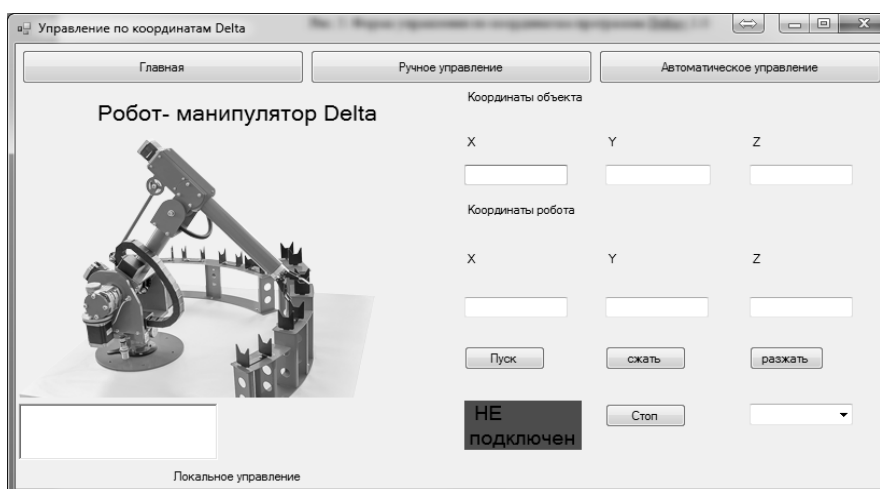 Управление по координатам Delta
Главная
Ручное управление
Автоматическое управление
Робот- манипулятор Delta
Координаты объекта
X Y Z
Координаты робота
X Y Z
Пуск сжать разжать
НЕ
подключен
Стоп
Локальное управление